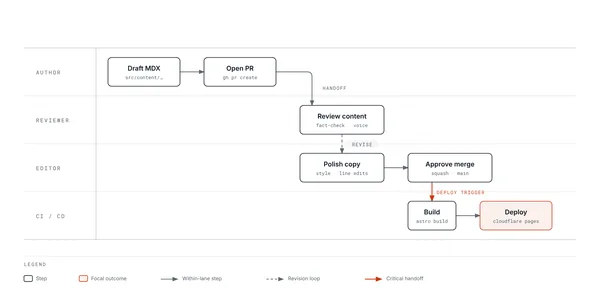 AUTHOR
Draft MDX
src/content/…
Open PR
gh pr create
HANDOFF
REVIEWER
Review content
fact-check voice
REVISE
EDITOR
Polish copy
style line edits
Approve merge
squash main
DEPLOY TRIGGER
CI / CD
Build
astro build
Deploy
cloudflare pages
LEGEND
Step
Focal outcome
Within-lane step
Revision loop
Critical handoff